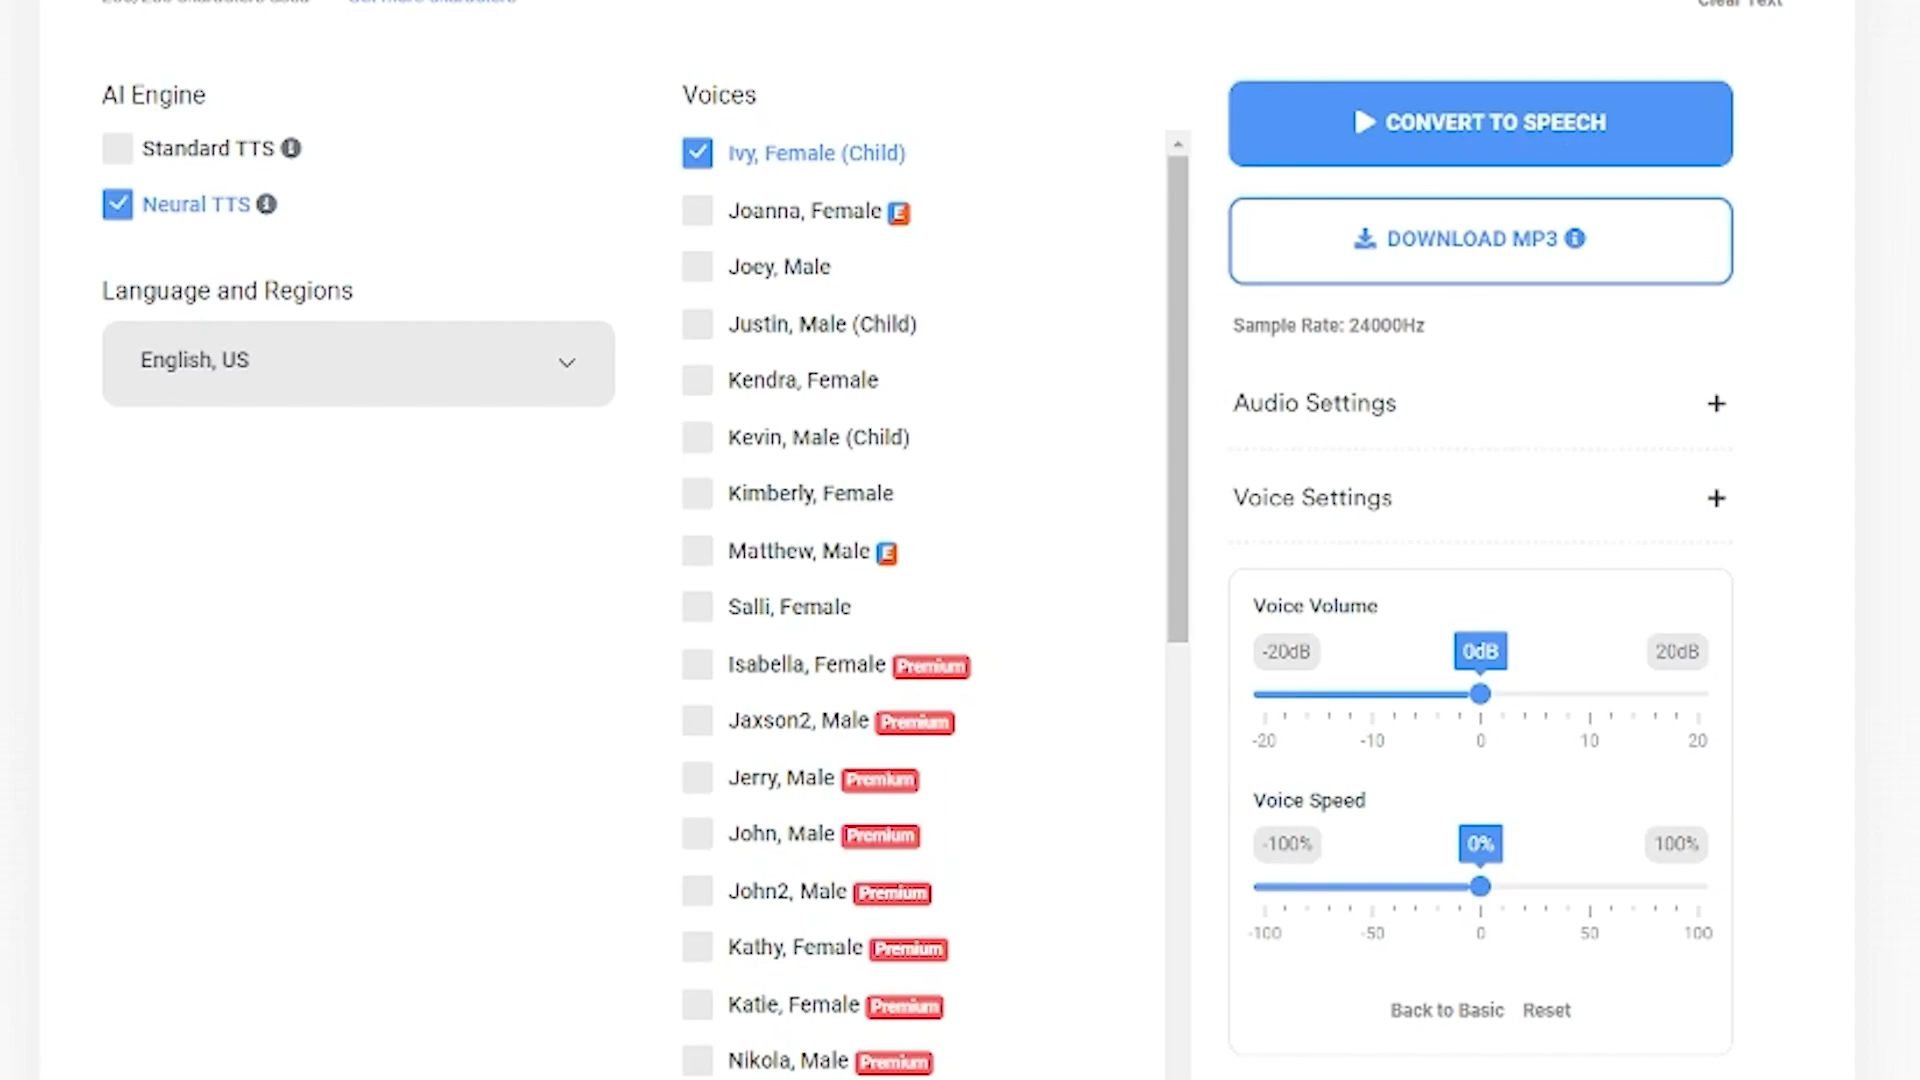 Clear Text
AI Engine
Standard TTS
Neural TTS
Language and Regions
English, US
Voices
Ivy, Female (Child)
Joanna, Female E
Joey, Male
Justin, Male (Child)
Kendra, Female
Kevin, Male (Child)
Kimberly, Female
Matthew, Male E
Salli, Female
Isabella, Female Premium
Jaxson2, Male Premium
Jerry, Male Premium
John, Male Premium
John2, Male Premium
Kathy, Female Premium
Katie, Female Premium
Nikola, Male Premium
CONVERT TO SPEECH
DOWNLOAD MP3
Sample Rate: 24000Hz
Audio Settings +
Voice Settings +
Voice Volume
-20dB 0dB 20dB
-20 -10 0 10 20
Voice Speed
-100% 0% 100%
-100 -50 0 50 100
Back to Basic Reset